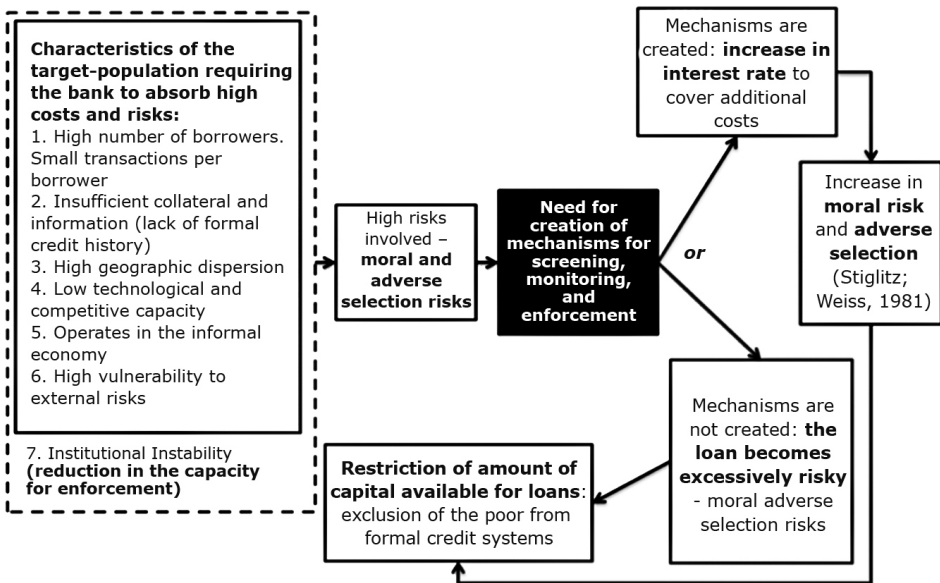 Characteristics of the
target-population requiring
the bank to absorb high
costs and risks:
1. High number of borrowers.
Small transactions per
borrower
2. Insufficient collateral and
information (lack of formal
credit history)
3. High geographic dispersion
4. Low technological and
competitive capacity
5. Operates in the informal
economy
6. High vulnerability to
external risks
7. Institutional Instability
(reduction in the capacity
for enforcement)
High risks
involved –
moral and
adverse
selection risks
Need for
creation of
mechanisms for
screening,
monitoring,
and
enforcement
or
Mechanisms are
created: increase in
interest rate to
cover additional
costs
Increase in
moral risk
and adverse
selection
(Stiglitz;
Weiss, 1981)
Mechanisms are
not created: the
loan becomes
excessively risky
- moral adverse
selection risks
Restriction of amount of
capital available for loans:
exclusion of the poor from
formal credit systems